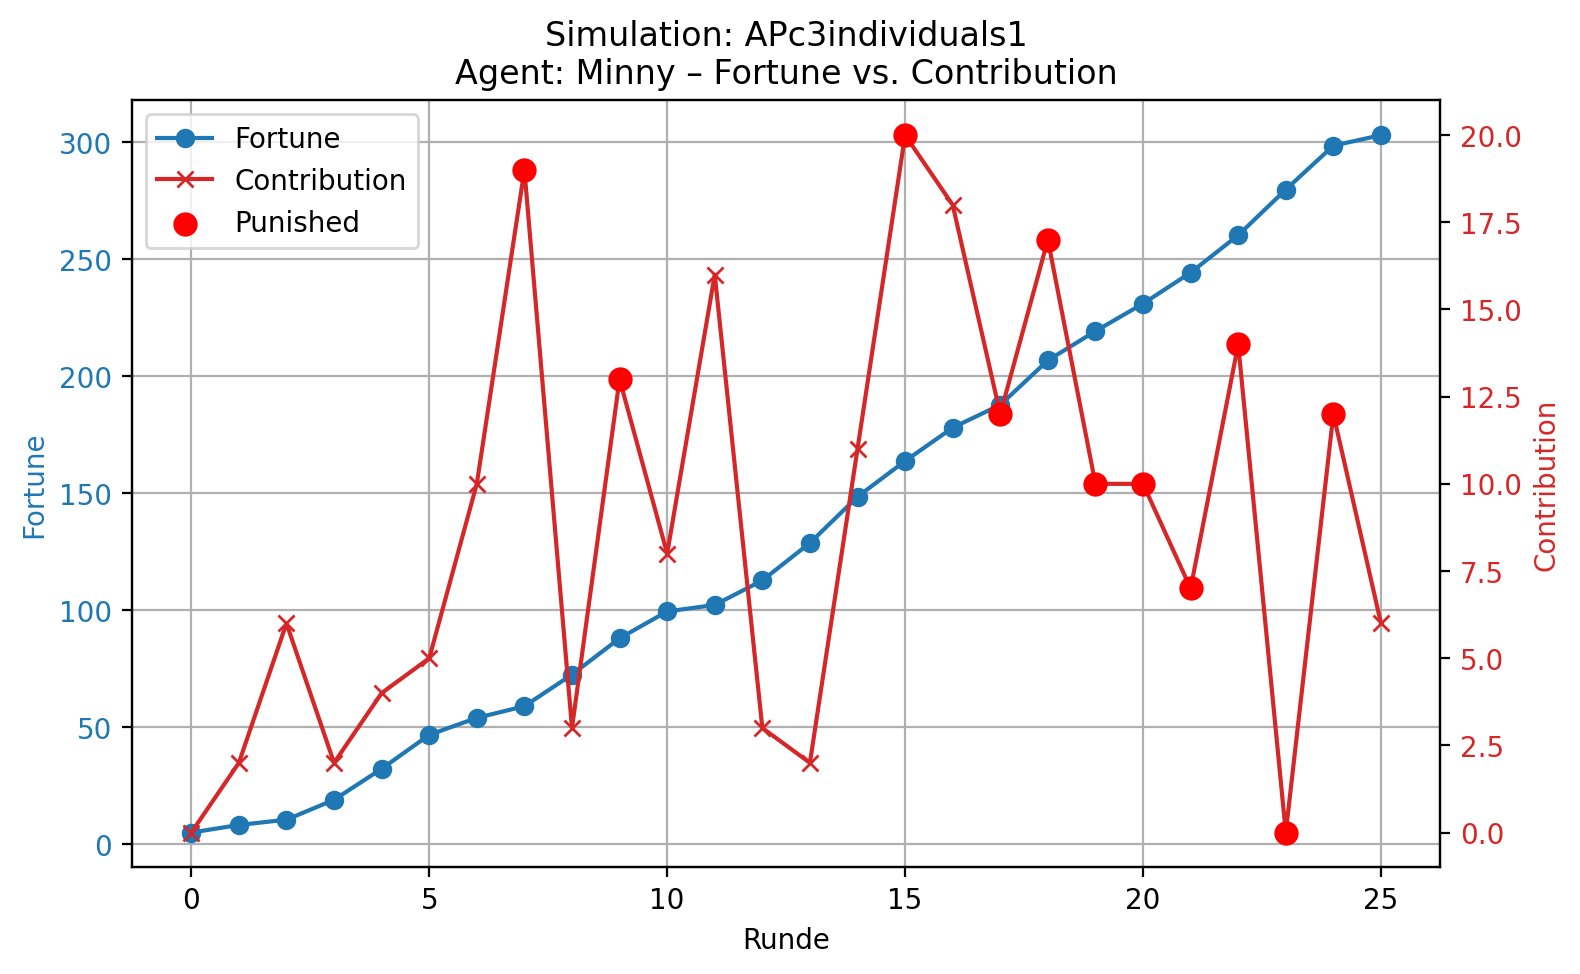 Simulation: APc3individuals1
Agent: Minny – Fortune vs. Contribution
Fortune
Contribution
Punished
300
250
200
150
100
50
0
Fortune
20.0
17.5
15.0
12.5
10.0
7.5
5.0
2.5
0.0
Contribution
0 5 10 15 20 25
Runde